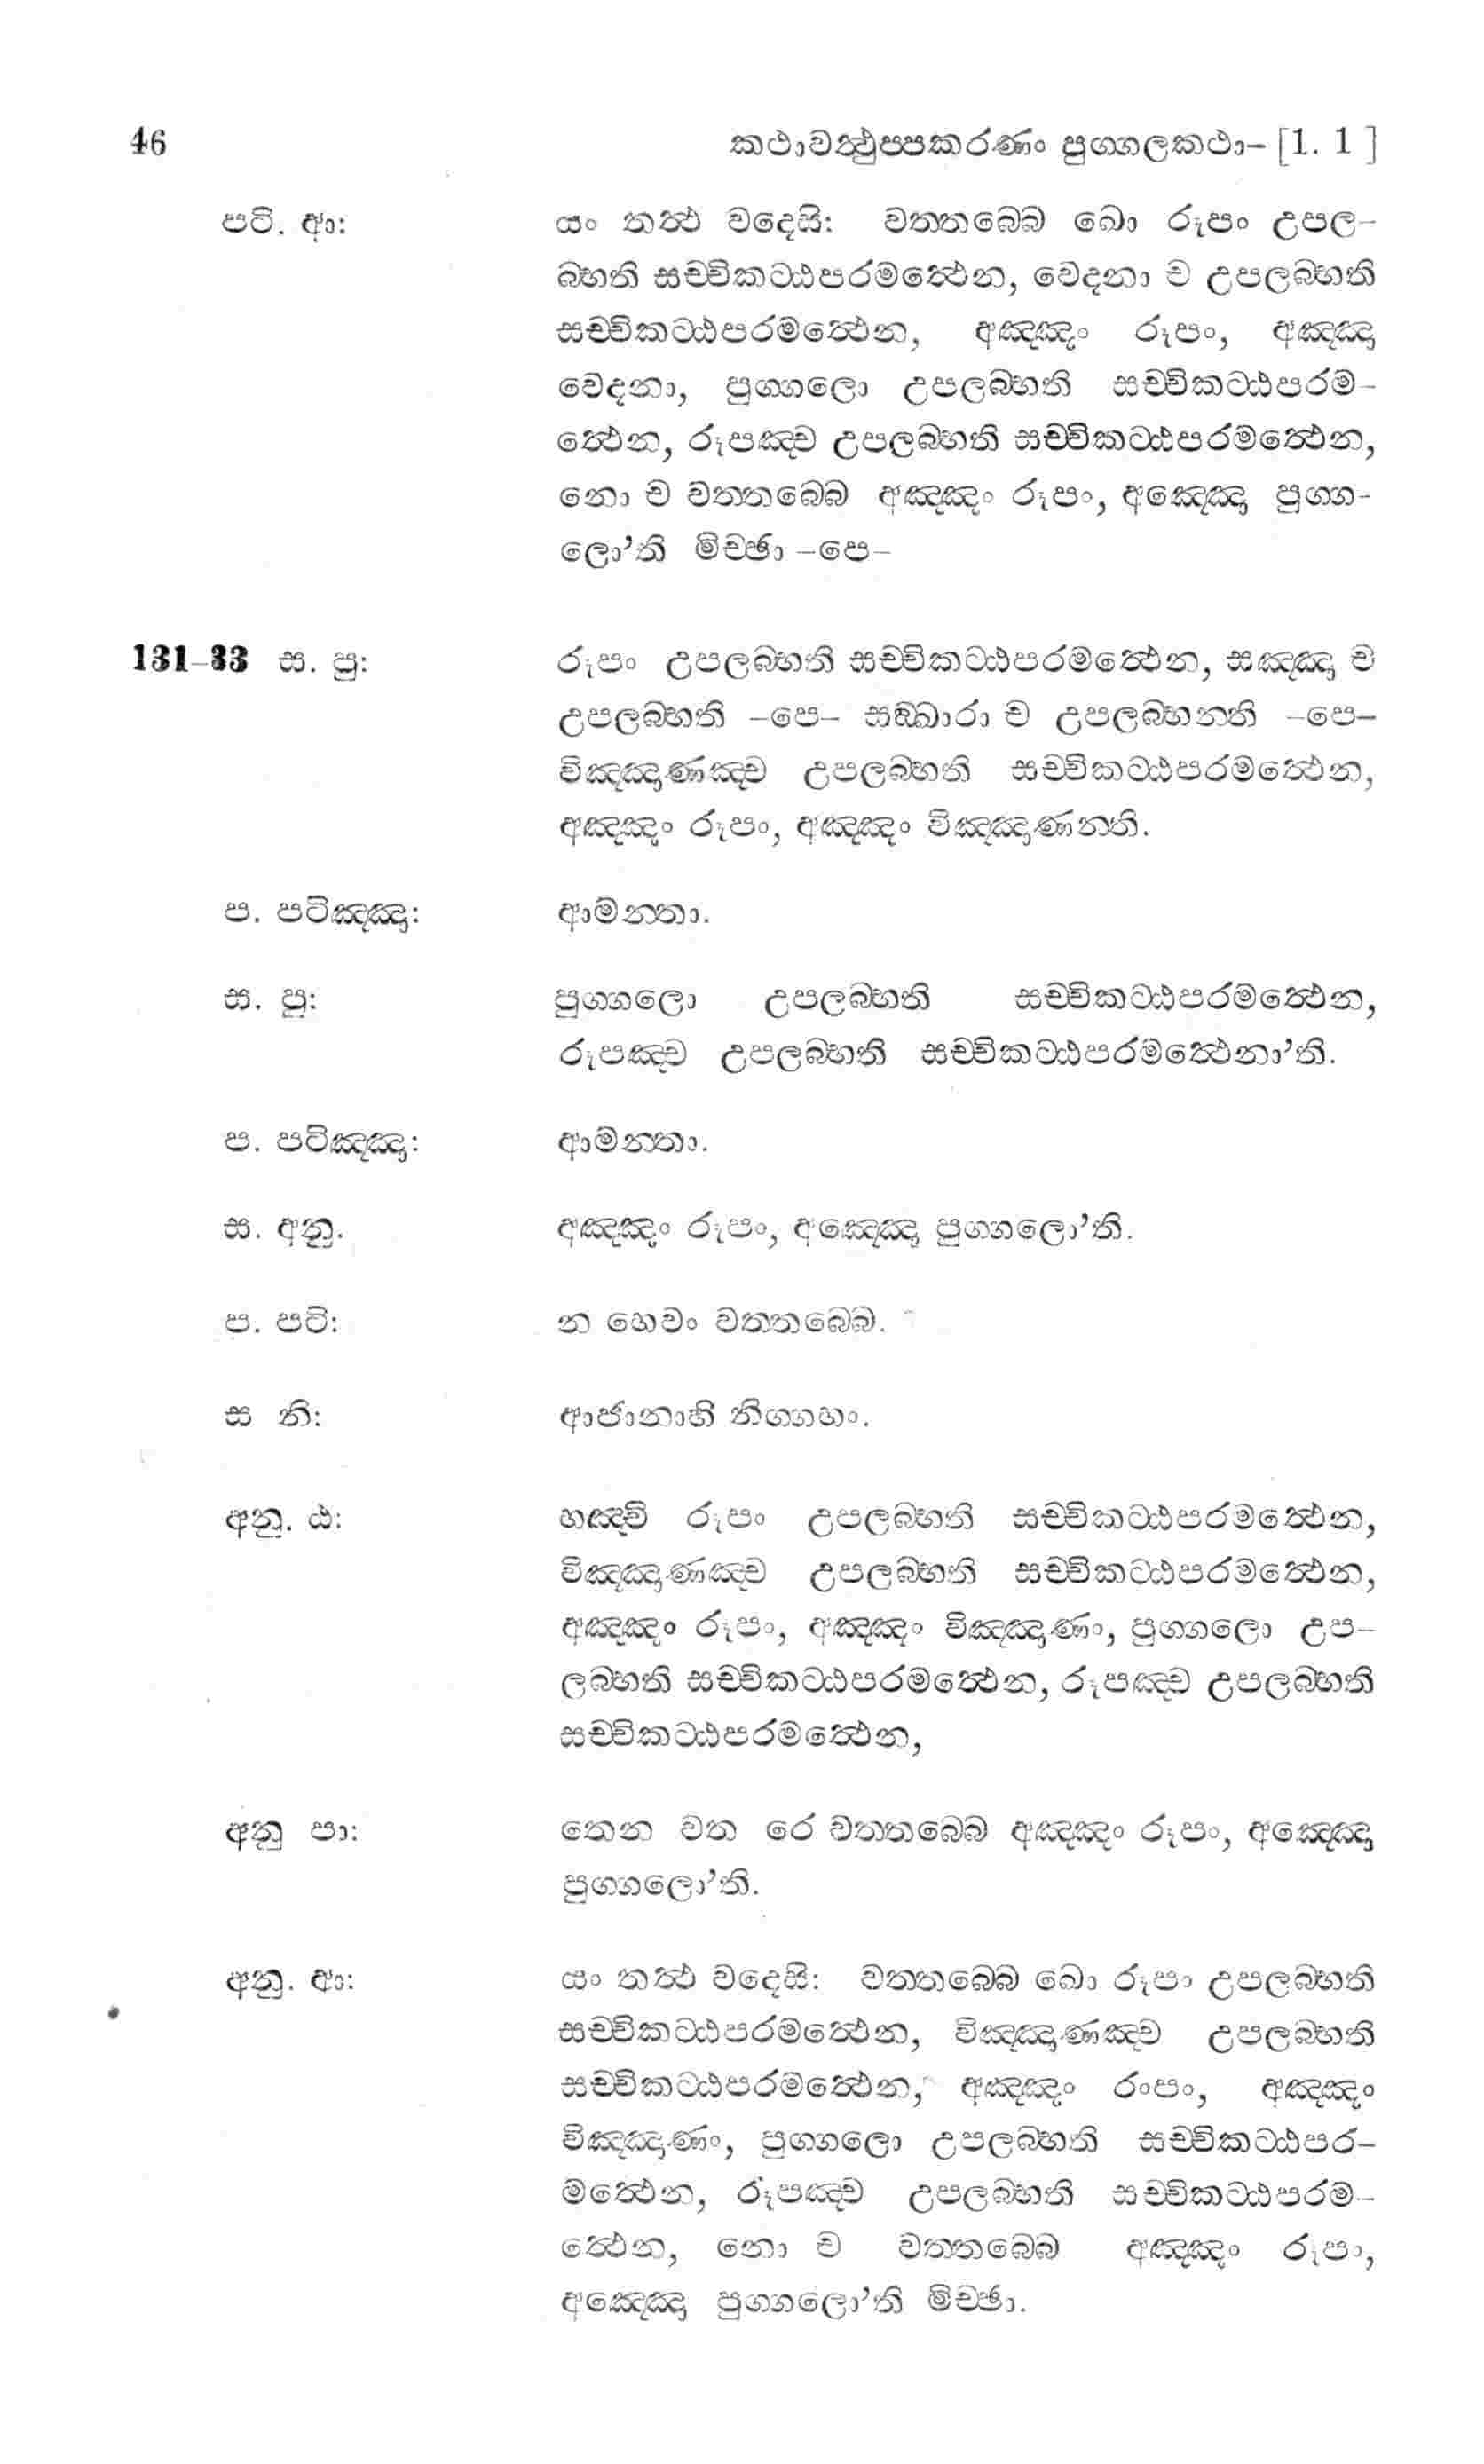 46 කථාවත්‍ථුප්පකරණං පුග්ගලකථා- [1. 1 ]
පටි. ආ: යං තත්‍ථ වදෙසි: වත්තබ්බෙ ඛො රූපං උපල-
බ්භති සච්චිකට්ඨපරමත්‍ථෙන, වෙදනා ච උපලබ්භති
සච්චිකට්ඨපරමත්‍ථෙන, අඤ්ඤං රූපං, අඤ්ඤා
වෙදනා, පුග්ගලො උපලබ්භති සච්චිකට්ඨපරම-
ත්‍ථෙන, රූපඤ්ච උපලබ්භති සච්චිකට්ඨපරමත්‍ථෙන,
නො ච වත්තබ්බෙ අඤ්ඤං රූපං, අඤ්ඤො පුග්ග-
ලො’ති මිච්ඡා –පෙ–
131–33 ස. පු: රූපං උපලබ්භති සච්චිකට්ඨපරමත්‍ථෙන, සඤ්ඤා ච
උපලබ්භති –පෙ– සඞ්ඛාරා ච උපලබ්භන්ති –පෙ–
විඤ්ඤාණඤ්ච උපලබ්භති සච්චිකට්ඨපරමත්‍ථෙන,
අඤ්ඤං රූපං, අඤ්ඤං විඤ්ඤාණන්ති.
ප. පටිඤ්ඤා: ආමන්තා.
ස. පු: පුග්ගලො උපලබ්භති සච්චිකට්ඨපරමත්‍ථෙන,
රූපඤ්ච උපලබ්භති සච්චිකට්ඨපරමත්‍ථෙනා’ති.
ප. පටිඤ්ඤා: ආමන්තා.
ස. අනු. අඤ්ඤං රූපං, අඤ්ඤො පුග්ගලො’ති.
ප. පටි: න හෙවං වත්තබ්බෙ.
ස නි: ආජානාහි නිග්ගහං.
අනු. ඨ: හඤ්චි රූපං උපලබ්භති සච්චිකට්ඨපරමත්‍ථෙන,
විඤ්ඤාණඤ්ච උපලබ්භති සච්චිකට්ඨපරමත්‍ථෙන,
අඤ්ඤං රූපං, අඤ්ඤං විඤ්ඤාණං, පුග්ගලො උප–
ලබ්භති සච්චිකට්ඨපරමත්‍ථෙන, රූපඤ්ච උපලබ්භති
සච්චිකට්ඨපරමත්‍ථෙන,
අනු පා: තෙන වත රෙ වත්තබ්බෙ අඤ්ඤං රූපං, අඤ්ඤො
පුග්ගලො’ති.
අනු. ආ: යං තත්‍ථ වදෙසි: වත්තබ්බෙ ඛො රූපා උපලබ්භති
සච්චිකට්ඨපරමත්‍ථෙන, විඤ්ඤාණඤ්ච උපලබ්භති
සච්චිකට්ඨපරමත්‍ථෙන, අඤ්ඤං රංපං, අඤ්ඤං
විඤ්ඤාණං, පුග්ගලො උපලබ්භති සච්චිකට්ඨපර–
මත්‍ථෙන, රූපඤ්ච උපලබ්භති සච්චිකට්ඨපරම–
ත්‍ථෙන, නො ච වත්තබ්බෙ අඤ්ඤං රූපා,
අඤ්ඤො පුග්ගලො’ති මිච්ඡා.